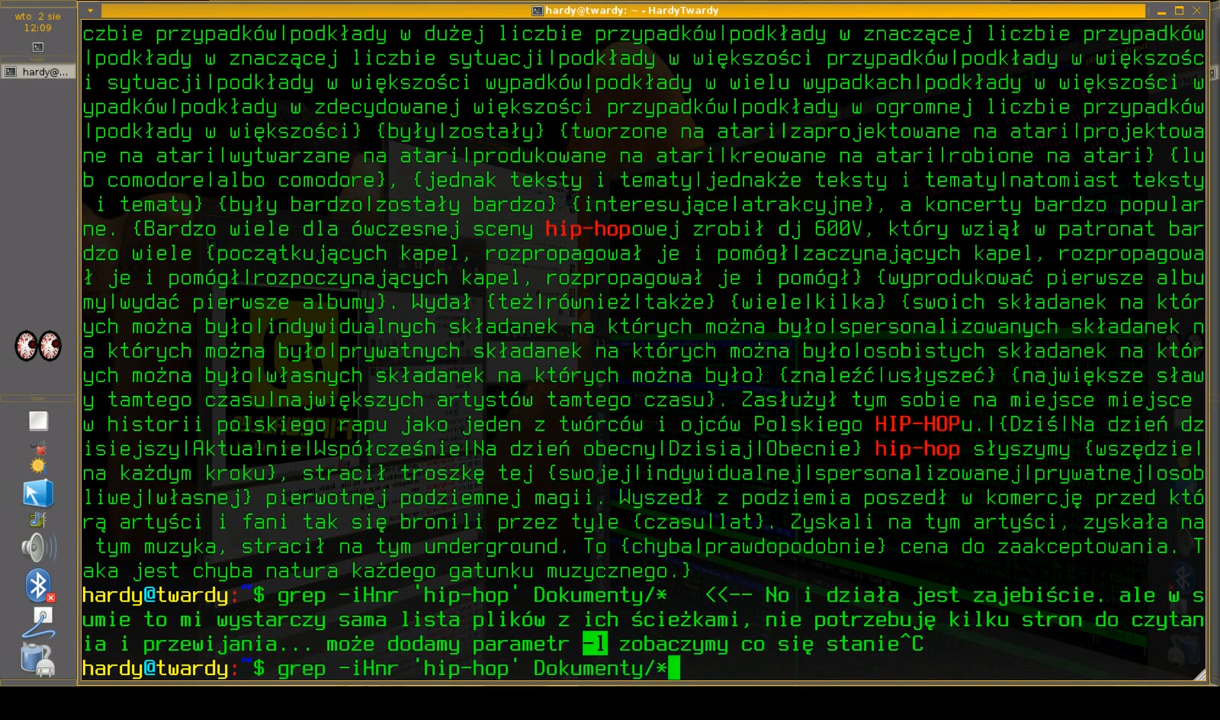 wto 2 sie
12:09
hardy@...
hardy@twardy: ~ - HardyTwardy
czbie przypadków|podkłady w dużej liczbie przypadków|podkłady w znaczącej liczbie przypadków
|podkłady w znaczącej liczbie sytuacji|podkłady w większości przypadków|podkłady w większośc
i sytuacji|podkłady w większości wypadków|podkłady w wielu wypadkach|podkłady w większości w
ypadków|podkłady w zdecydowanej większości przypadków|podkłady w ogromnej liczbie przypadków
|podkłady w większości} {były|zostały} {tworzone na atari|zaprojektowane na atari|projektowa
ne na atari|wytwarzane na atari|produkowane na atari|kreowane na atari|robione na atari} {lu
b comodore|albo comodore}, {jednak teksty i tematy|jednakże teksty i tematy|natomiast teksty
 i tematy} {były bardzo|zostały bardzo} {interesujące|atrakcyjne}, a koncerty bardzo popular
ne. {Bardzo wiele dla ówczesnej sceny hip-hopowej zrobił dj 600V, który wziął w patronat bar
dzo wiele {początkujących kapel, rozpropagował je i pomógł|zaczynających kapel, rozpropagowa
ł je i pomógł|rozpoczynających kapel, rozpropagował je i pomógł} {wyprodukować pierwsze albu
my|wydać pierwsze albumy}. Wydał {też|również|także} {wiele|kilka} {swoich składanek na któr
ych można było|indywidualnych składanek na których można było|spersonalizowanych składanek n
a których można było|prywatnych składanek na których można było|osobistych składanek na któr
ych można było|własnych składanek na których można było} {znaleźć|usłyszeć} {największe sław
y tamtego czasu|największych artystów tamtego czasu}. Zasłużył tym sobie na miejsce miejsce
w historii polskiego rapu jako jeden z twórców i ojców Polskiego HIP-HOPu.|{Dziś|Na dzień dz
isiejszy|Aktualnie|Współcześnie|Na dzień obecny|Dzisiaj|Obecnie} hip-hop słyszymy {wszędzie|
na każdym kroku}, stracił troszkę tej {swojej|indywidualnej|spersonalizowanej|prywatnej|osob
liwej|własnej} pierwotnej podziemnej magii. Wyszedł z podziemia poszedł w komercję przed któ
rą artyści i fani tak się bronili przez tyle {czasu|lat}. Zyskali na tym artyści, zyskała na
 tym muzyka, stracił na tym underground. To {chyba|prawdopodobnie} cena do zaakceptowania. T
aka jest chyba natura każdego gatunku muzycznego.}
hardy@twardy:~$ grep -iHnr 'hip-hop' Dokumenty/*   <<-- No i działa jest zajebiście. ale w s
umie to mi wystarczy sama lista plików z ich ścieżkami, nie potrzebuję kilku stron do czytan
ia i przewijania... może dodamy parametr -l zobaczymy co się stanie^C
hardy@twardy:~$ grep -iHnr 'hip-hop' Dokumenty/*